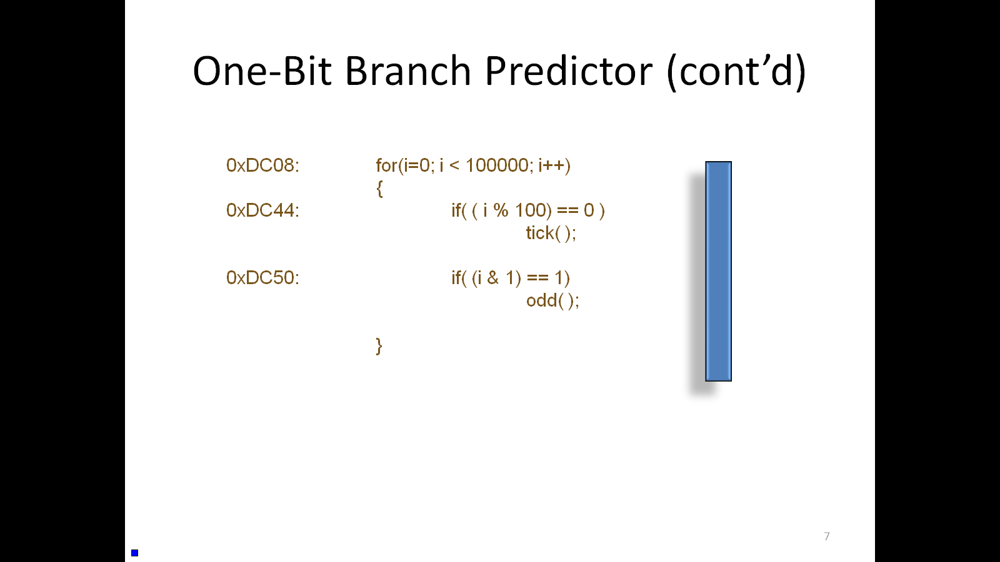 One-Bit Branch Predictor (cont’d)
0xDC08: for(i=0; i < 100000; i++)
{
0xDC44: if( ( i % 100) == 0 )
tick( );
0xDC50: if( (i & 1) == 1)
odd( );
}
7